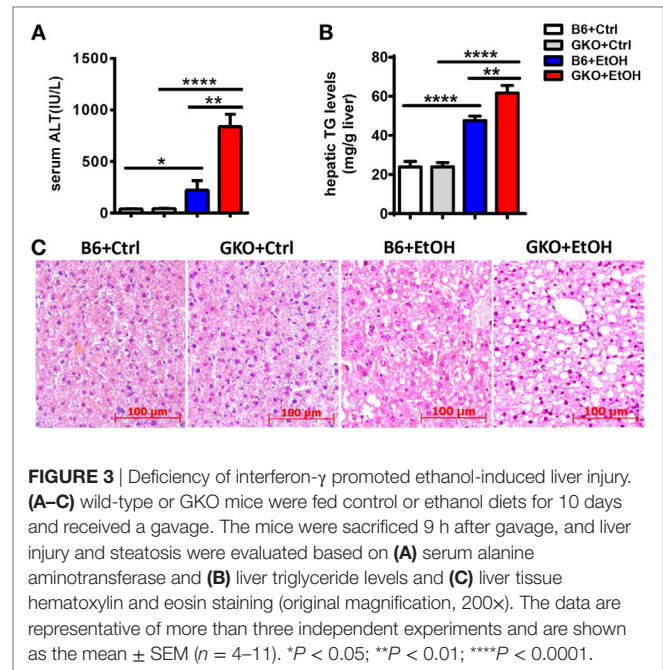 A
serum ALT(IU/L)
1000
500
0
****
**
*
B
B6+Ctrl
GKO+Ctrl
B6+EtOH
GKO+EtOH
hepatic TG levels
(mg/g liver)
80
60
40
20
0
****
**
****
C
B6+Ctrl GKO+Ctrl B6+EtOH GKO+EtOH
100 μm 100 μm 100 μm 100 μm
FIGURE 3 | Deficiency of interferon-γ promoted ethanol-induced liver injury.
(A–C) wild-type or GKO mice were fed control or ethanol diets for 10 days
and received a gavage. The mice were sacrificed 9 h after gavage, and liver
injury and steatosis were evaluated based on (A) serum alanine
aminotransferase and (B) liver triglyceride levels and (C) liver tissue
hematoxylin and eosin staining (original magnification, 200×). The data are
representative of more than three independent experiments and are shown
as the mean ± SEM (n = 4–11). *P < 0.05; **P < 0.01; ****P < 0.0001.